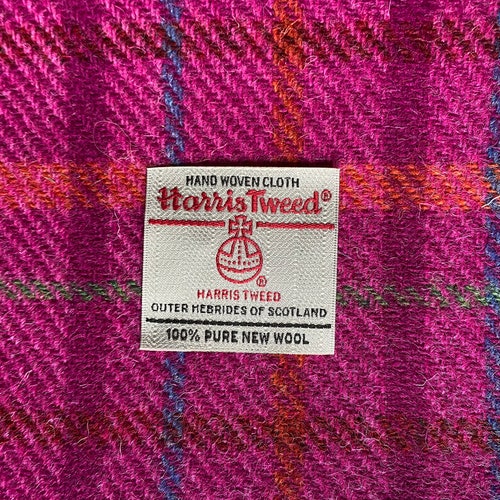 HAND WOVEN CLOTH
Harris Tweed®
®
HARRIS TWEED
OUTER HEBRIDES OF SCOTLAND
100% PURE NEW WOOL